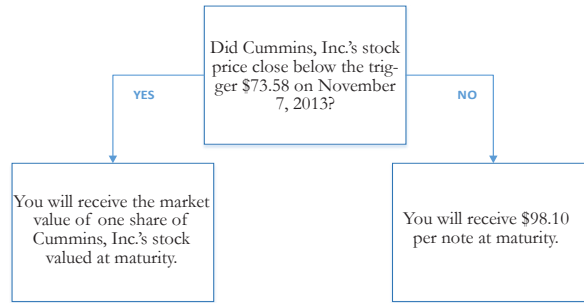 Did Cummins, Inc.'s stock
price close below the trig-
ger $73.58 on November
7, 2013?
YES
NO
You will receive the market
value of one share of
Cummins, Inc.'s stock
valued at maturity.
You will receive $98.10
per note at maturity.